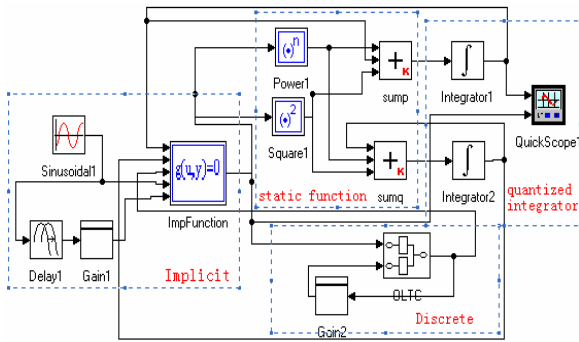 (•)n
Power1
(•)2
Square1
+
K
sump
∫
Integrator1
QuickScope1
Sinusoidal1
g(u,y)=0
ImpFunction
static function
+
K
sumq
∫
Integrator2
quantized
integrator
Delay1
Gain1
Implicit
OLTC
Gain2
Discrete